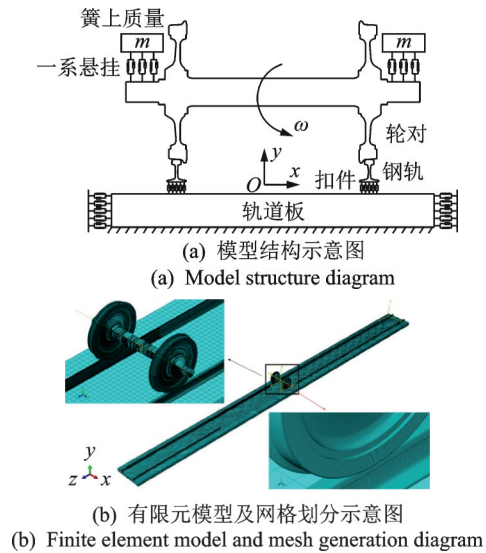 簧上质量
m
m
一系悬挂
ω
轮对
y
钢轨
O
x
扣件
轨道板
(a) 模型结构示意图
(a) Model structure diagram
y
z
x
(b) 有限元模型及网格划分示意图
(b) Finite element model and mesh generation diagram